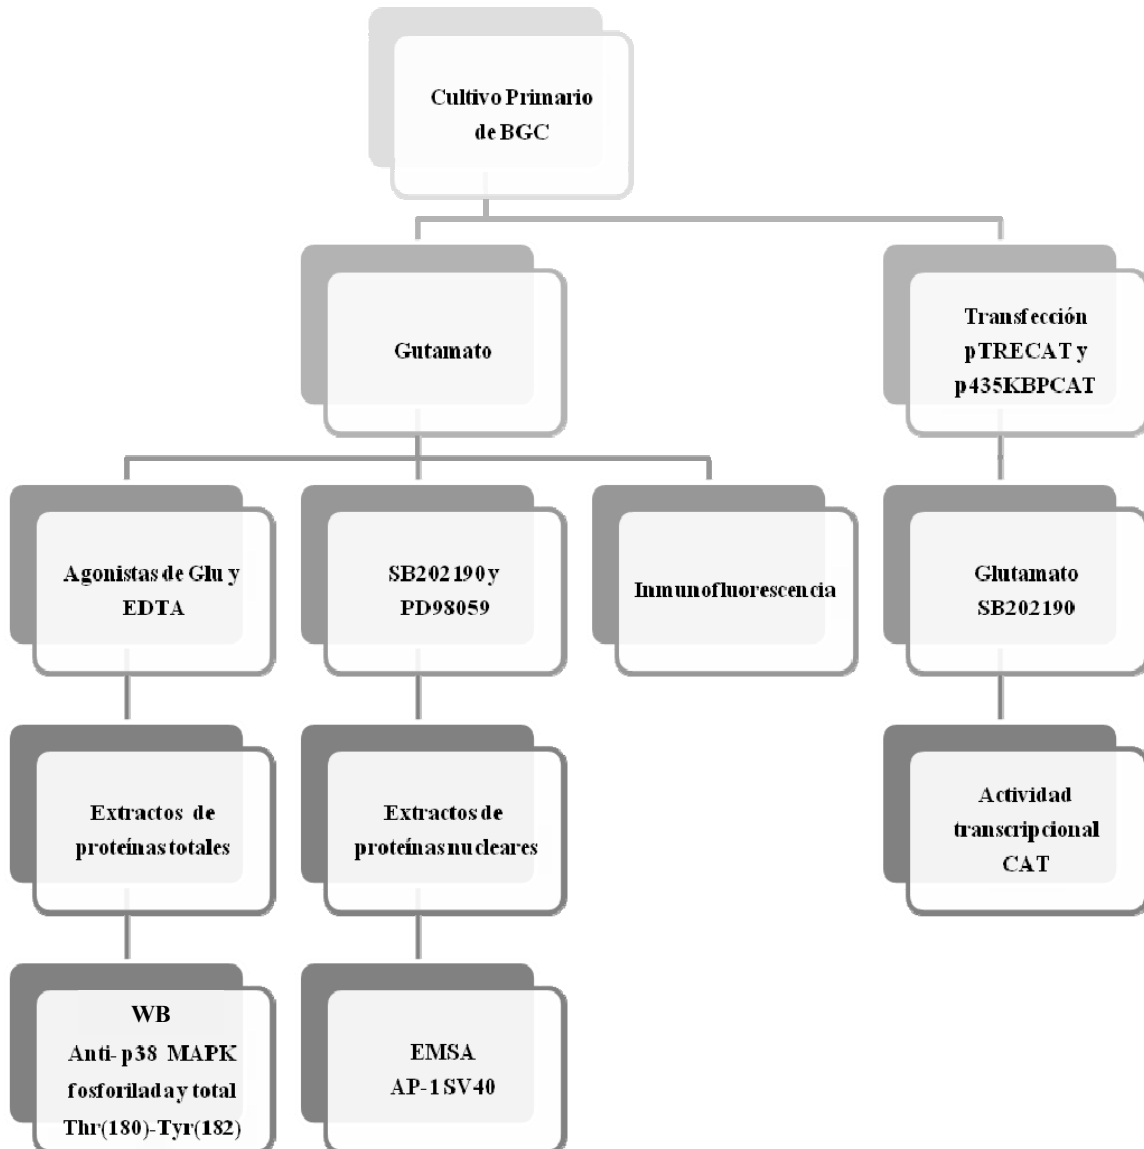 Cultivo Primario
de BGC
Gutamato
Transfección
pTRECAT y
p435KBPCAT
Agonistas de Glu y
EDTA
SB202190 y
PD98059
Inmunofluorescencia
Glutamato
SB202190
Extractos de
proteínas totales
Extractos de
proteínas nucleares
Actividad
transcripcional
CAT
WB
Anti- p38 MAPK
fosforilada y total
Thr(180)-Tyr(182)
EMSA
AP-1 SV40